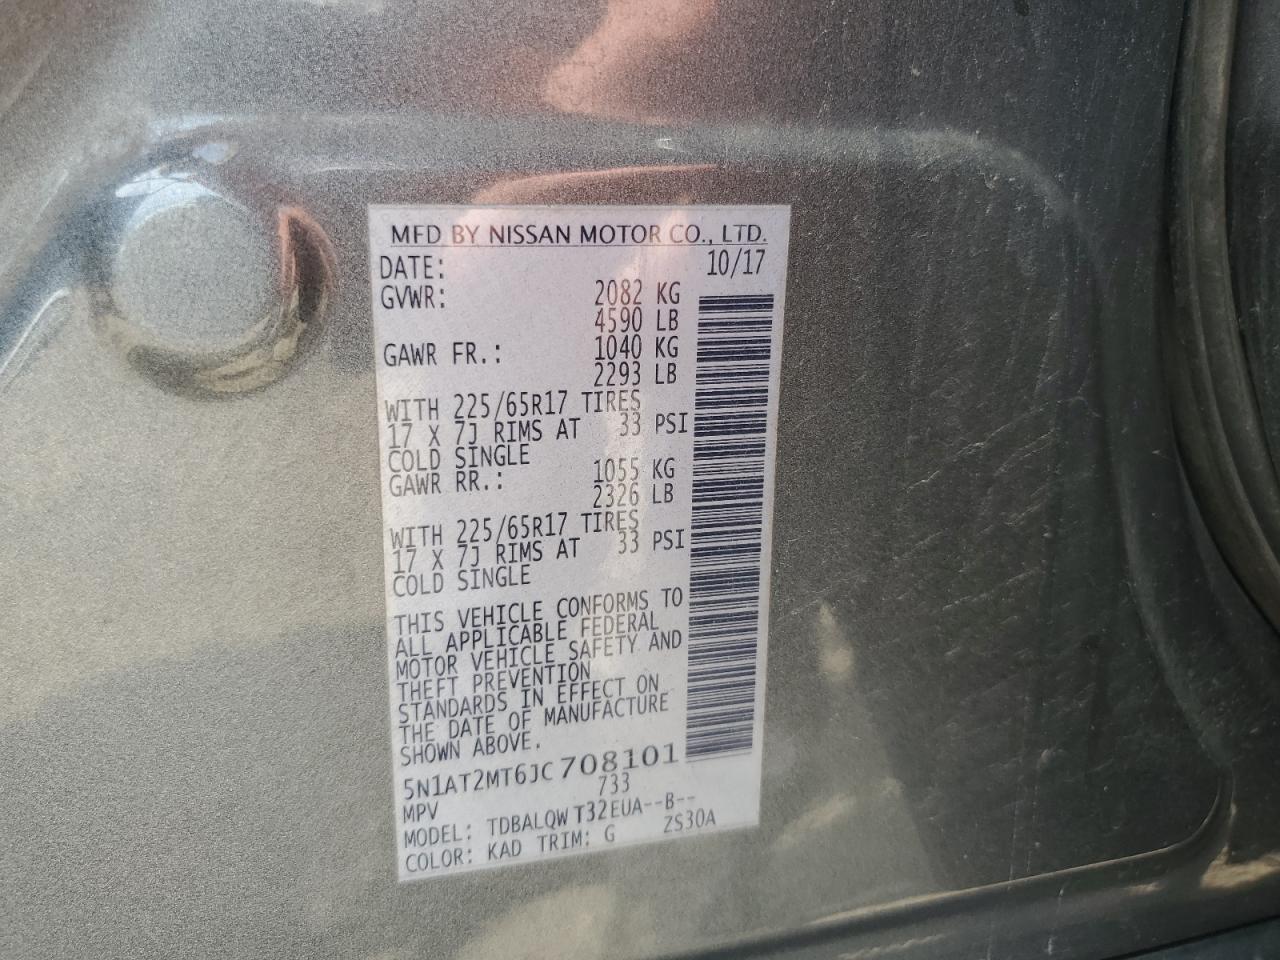 MFD BY NISSAN MOTOR CO., LTD.
DATE: 10/17
GVWR: 2082 KG
4590 LB
GAWR FR.: 1040 KG
2293 LB
WITH 225/65R17 TIRES
17 X 7J RIMS AT 33 PSI
COLD SINGLE
GAWR RR.: 1055 KG
2326 LB
WITH 225/65R17 TIRES
17 X 7J RIMS AT 33 PSI
COLD SINGLE
THIS VEHICLE CONFORMS TO
ALL APPLICABLE FEDERAL
MOTOR VEHICLE SAFETY AND
THEFT PREVENTION
STANDARDS IN EFFECT ON
THE DATE OF MANUFACTURE
SHOWN ABOVE.
5N1AT2MT6JC708101
MPV 733
MODEL: TDBALQW T32EUA--B--
COLOR: KAD TRIM: G ZS30A